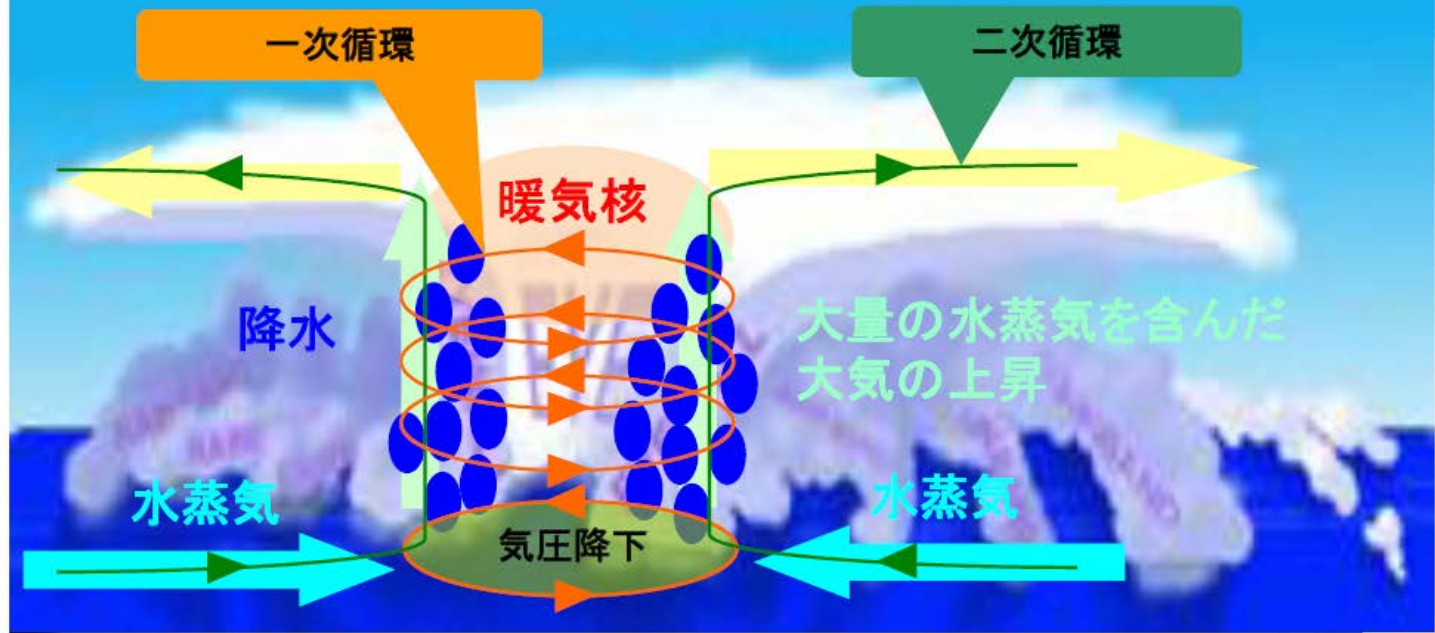 一次循環
二次循環
暖気核
降水
大量の水蒸気を含んだ
大気の上昇
水蒸気
水蒸気
気圧降下